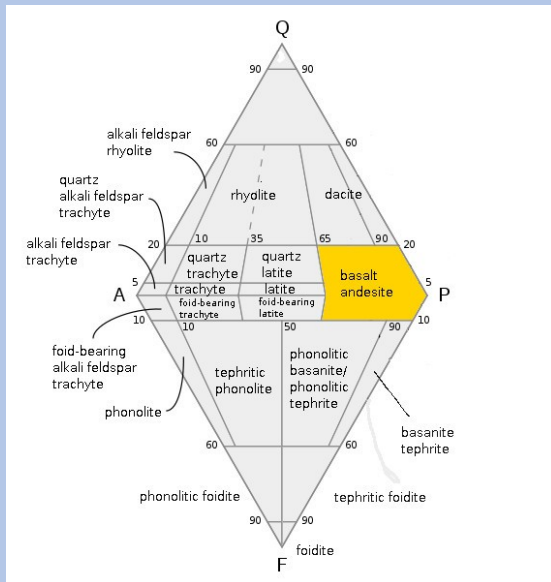 Q
90
90
alkali feldspar
rhyolite
60
60
rhyolite
dacite
quartz
alkali feldspar
trachyte
20
10
35
65
90
20
alkali feldspar
trachyte
quartz
trachyte
quartz
latite
basalt
andesite
5
5
trachyte
latite
A
P
foid-bearing
trachyte
foid-bearing
latite
10
10
10
50
90
foid-bearing
alkali feldspar
trachyte
tephritic
phonolite
phonolitic
basanite/
phonolitic
tephrite
phonolite
basanite
tephrite
60
60
phonolitic foidite
tephritic foidite
90
90
foidite
F